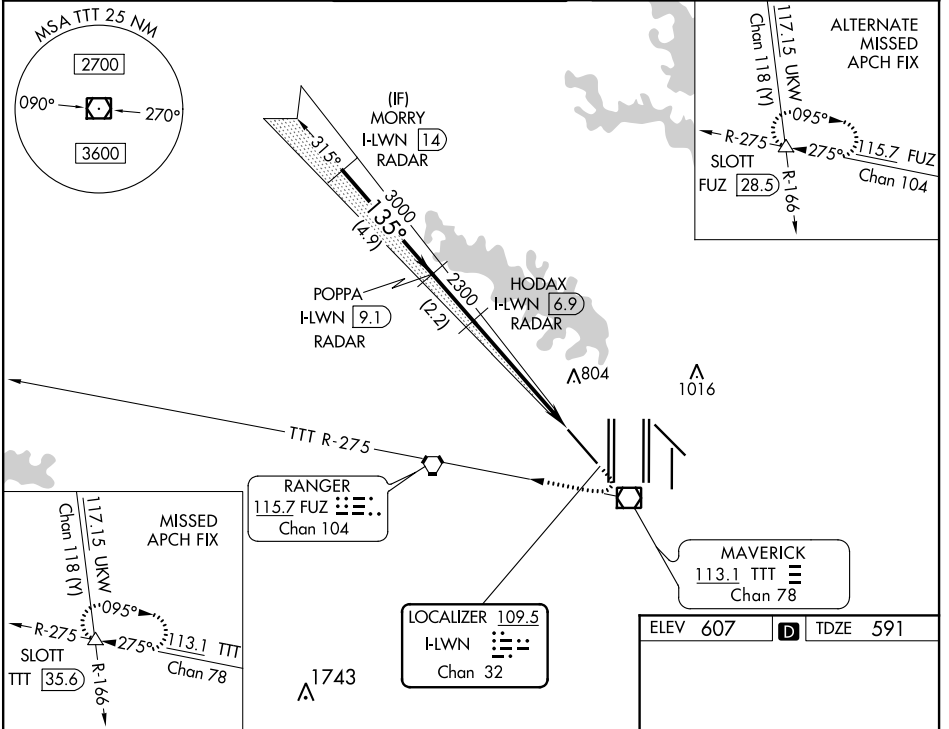 MSA TTT 25 NM
2700
090°
270°
3600
(IF)
MORRY
I-LWN 14
RADAR
315°
3000
135°
(4.9)
2300
(2.2)
POPPA
I-LWN 9.1
RADAR
HODAX
I-LWN 6.9
RADAR
804
1016
ALTERNATE
MISSED
APCH FIX
117.15 UKW
Chan 118 (Y)
095°
R-275
275°
115.7 FUZ
Chan 104
SLOTT
FUZ 28.5
R-166
TTT R-275
RANGER
115.7 FUZ
Chan 104
MISSED
APCH FIX
117.15 UKW
Chan 118 (Y)
095°
R-275
275°
113.1 TTT
Chan 78
SLOTT
TTT 35.6
R-166
1743
LOCALIZER 109.5
I-LWN
Chan 32
MAVERICK
113.1 TTT
Chan 78
ELEV 607 D TDZE 591